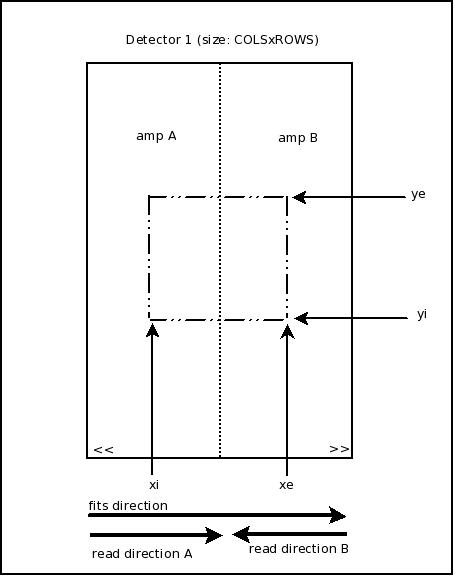 Detector 1 (size: COLSxROWS)
amp A
amp B
ye
yi
<<
>>
xi
xe
fits direction
read direction A
read direction B